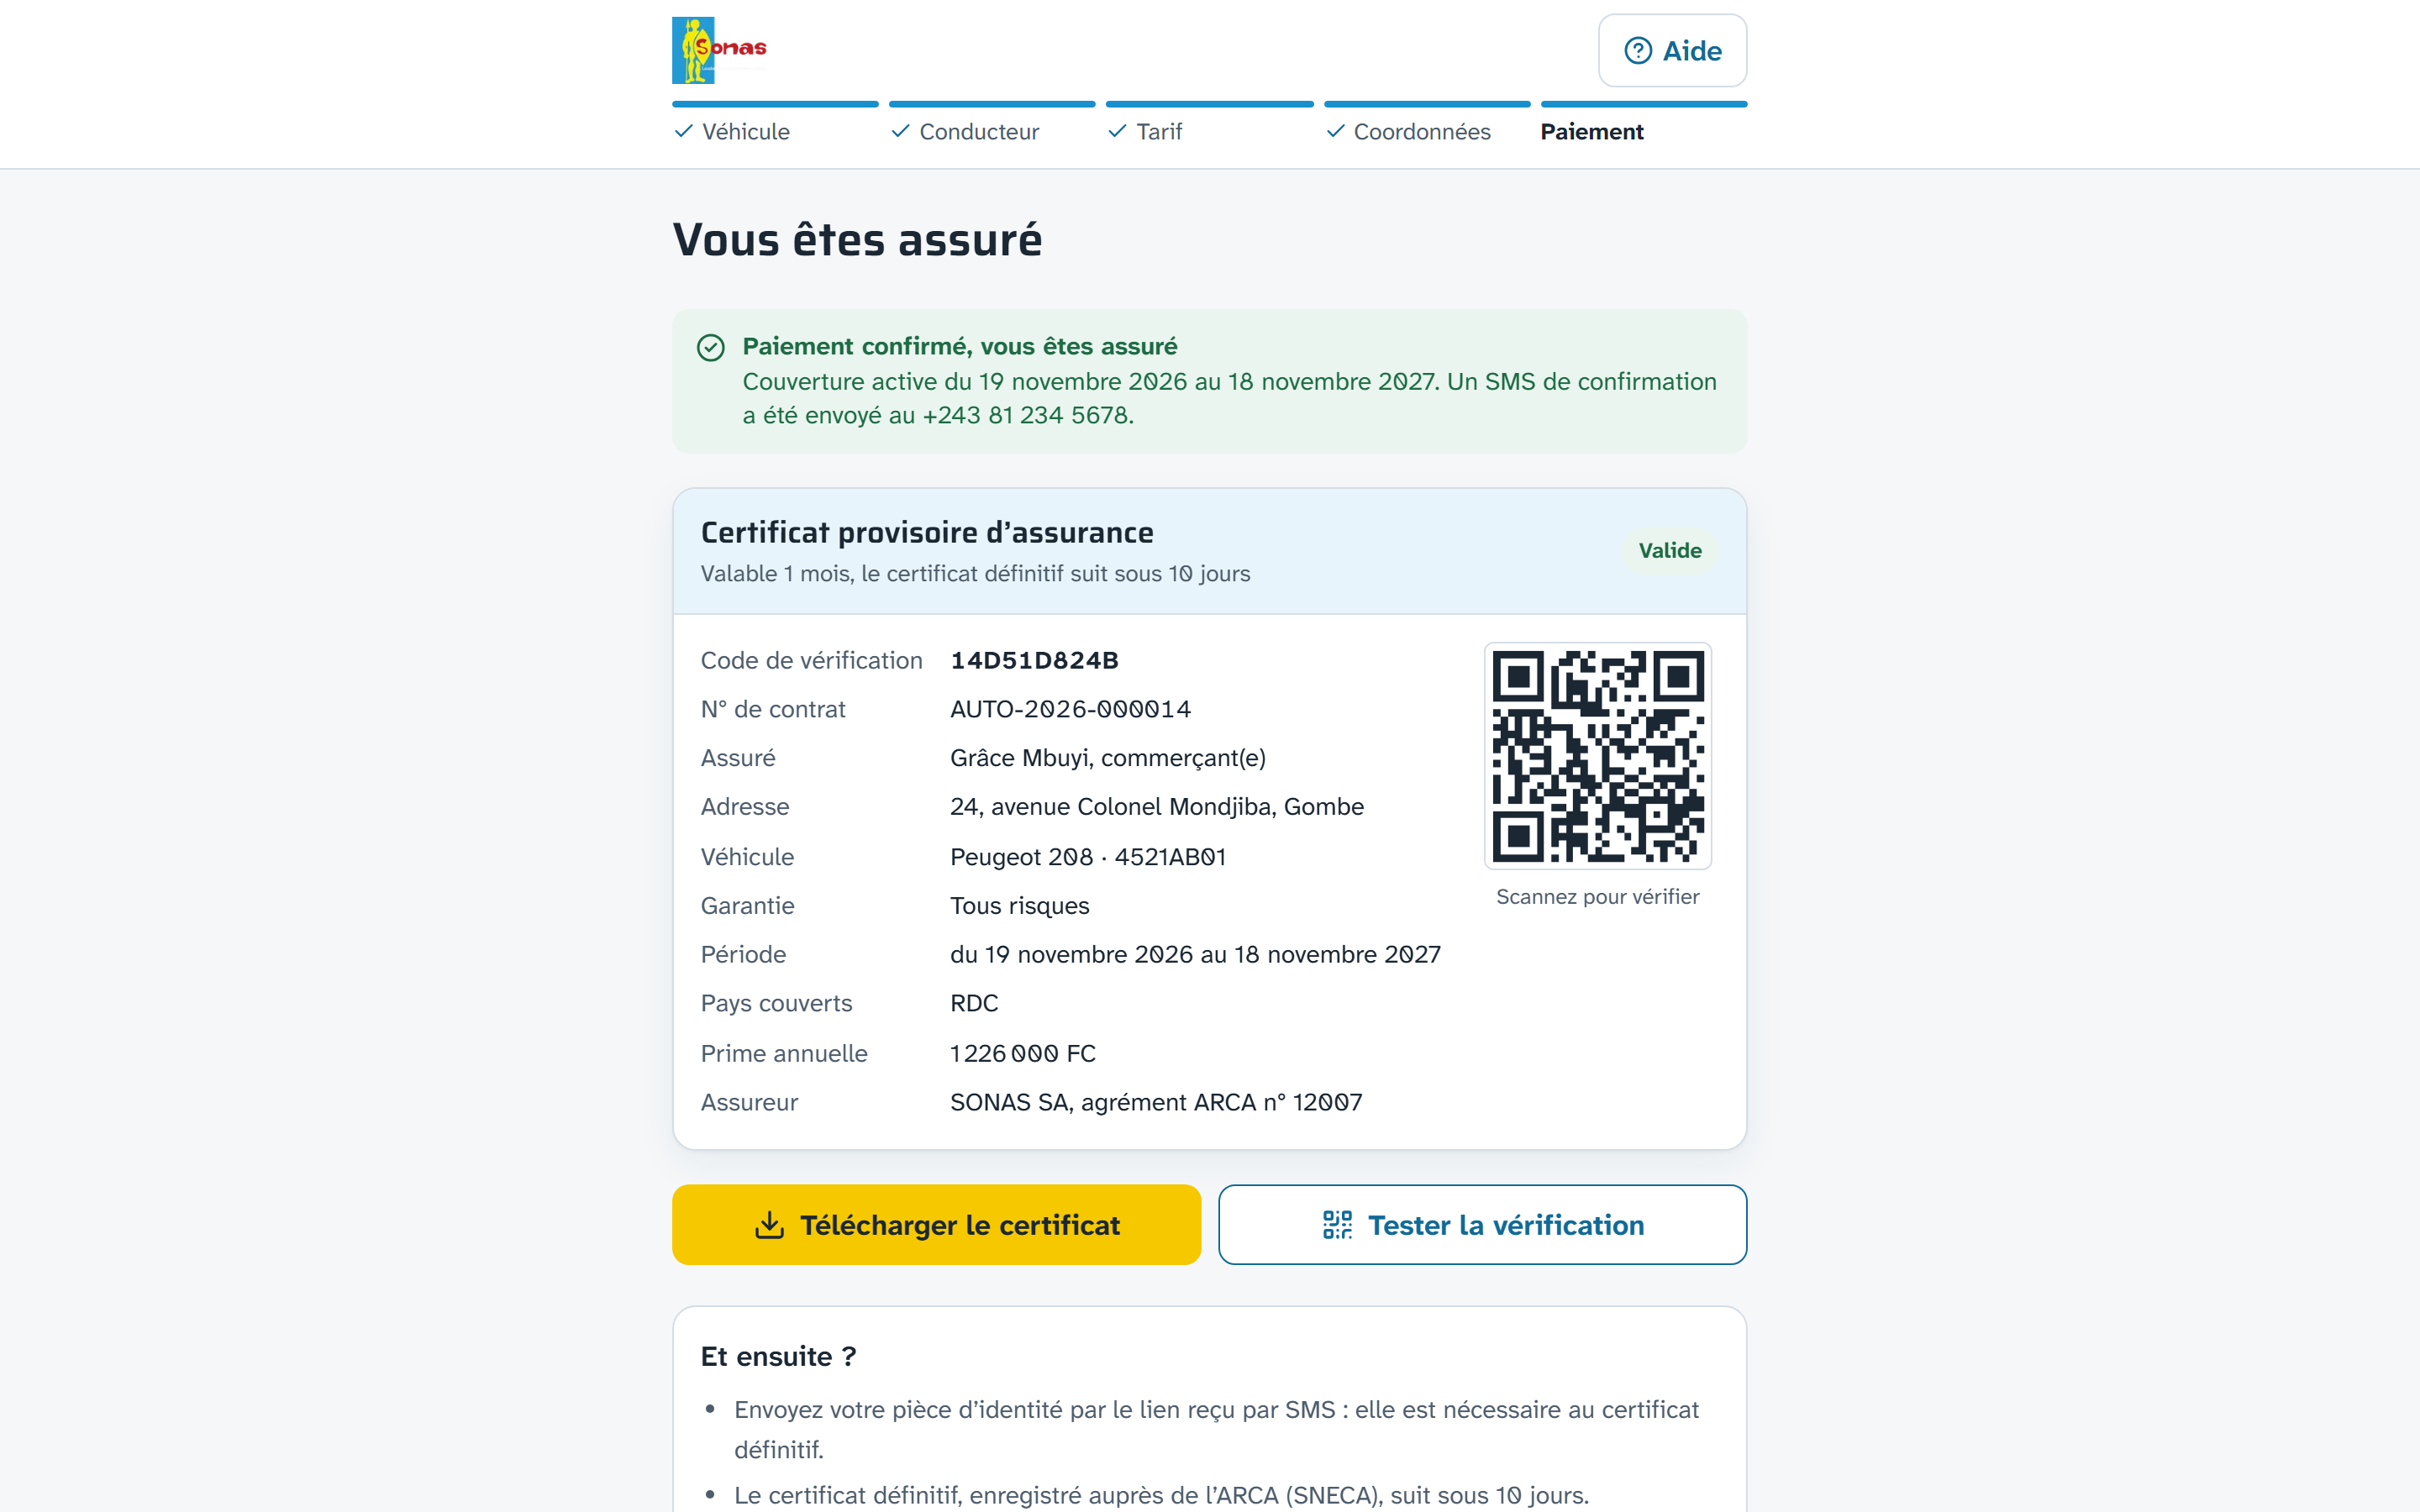 Sonas
Aide
Véhicule
Conducteur
Tarif
Coordonnées
Paiement
Vous êtes assuré
Paiement confirmé, vous êtes assuré
Couverture active du 19 novembre 2026 au 18 novembre 2027. Un SMS de confirmation
a été envoyé au +243 81 234 5678.
Certificat provisoire d’assurance
Valable 1 mois, le certificat définitif suit sous 10 jours
Valide
Code de vérification 14D51D824B
N° de contrat AUTO-2026-000014
Assuré Grâce Mbuyi, commerçant(e)
Adresse 24, avenue Colonel Mondjiba, Gombe
Véhicule Peugeot 208 · 4521AB01
Garantie Tous risques
Période du 19 novembre 2026 au 18 novembre 2027
Pays couverts RDC
Prime annuelle 1 226 000 FC
Assureur SONAS SA, agrément ARCA n° 12007
Scannez pour vérifier
Télécharger le certificat
Tester la vérification
Et ensuite ?
• Envoyez votre pièce d’identité par le lien reçu par SMS : elle est nécessaire au certificat
définitif.
• Le certificat définitif, enregistré auprès de l’ARCA (SNECA), suit sous 10 jours.